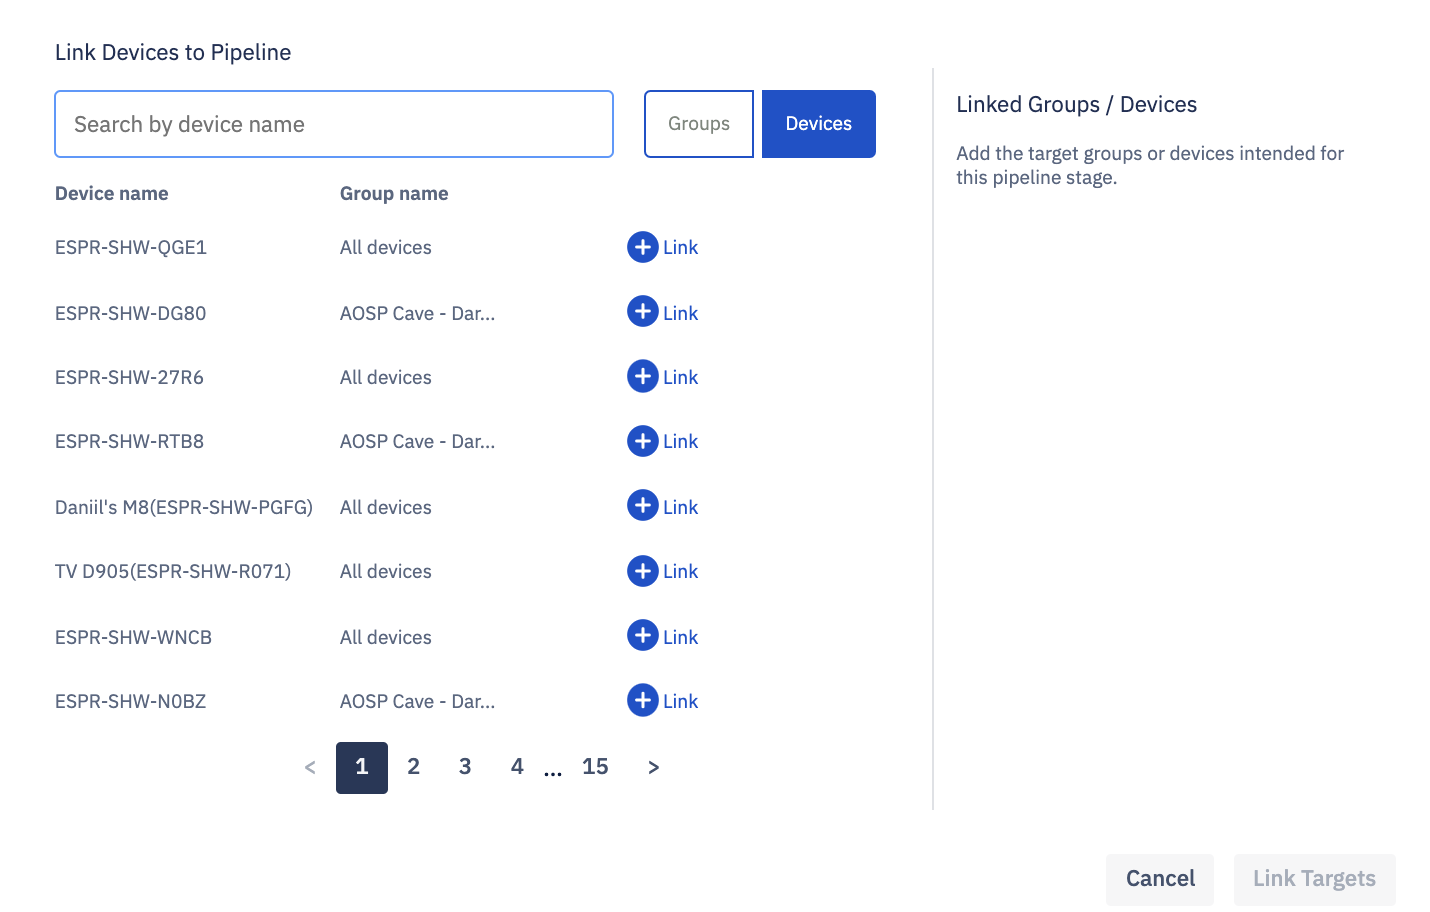 Link Devices to Pipeline
Search by device name
Groups
Devices
Device name Group name
ESPR-SHW-QGE1 All devices Link
ESPR-SHW-DG80 AOSP Cave - Dar... Link
ESPR-SHW-27R6 All devices Link
ESPR-SHW-RTB8 AOSP Cave - Dar... Link
Daniil's M8(ESPR-SHW-PGFG) All devices Link
TV D905(ESPR-SHW-R071) All devices Link
ESPR-SHW-WNCB All devices Link
ESPR-SHW-N0BZ AOSP Cave - Dar... Link
< 1 2 3 4 ... 15 >
Linked Groups / Devices
Add the target groups or devices intended for
this pipeline stage.
Cancel
Link Targets